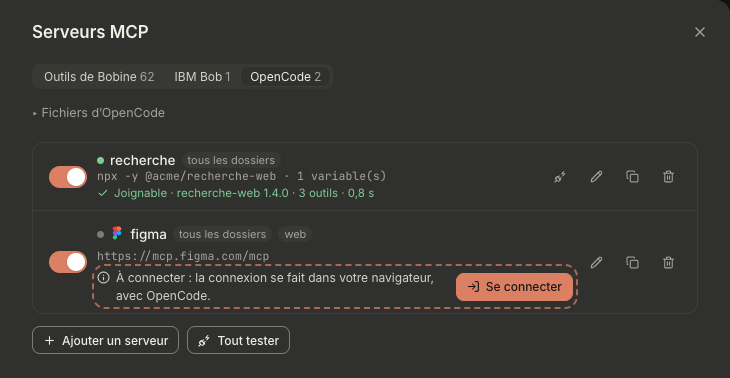 Serveurs MCP
Outils de Bobine 62 IBM Bob 1 OpenCode 2
Fichiers d’OpenCode
recherche tous les dossiers
npx -y @acme/recherche-web · 1 variable(s)
Joignable · recherche-web 1.4.0 · 3 outils · 0,8 s
figma tous les dossiers web
https://mcp.figma.com/mcp
À connecter : la connexion se fait dans votre navigateur,
avec OpenCode.
Se connecter
Ajouter un serveur Tout tester